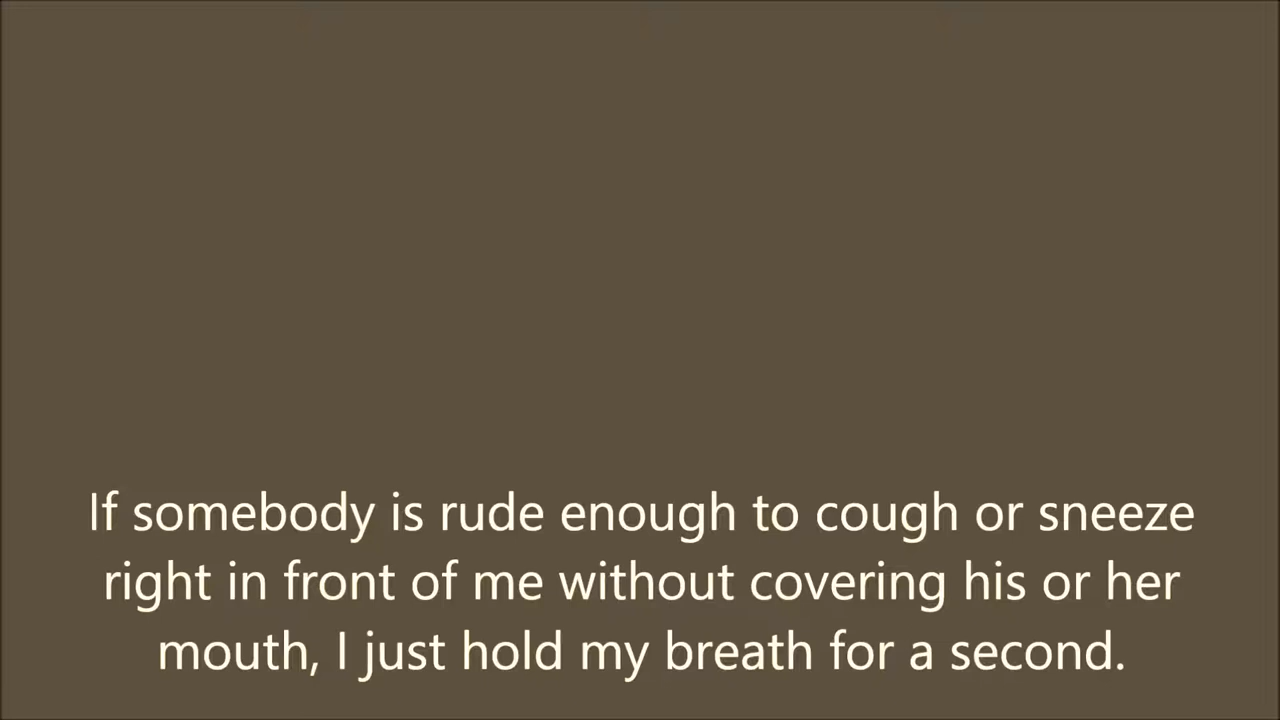 If somebody is rude enough to cough or sneeze
right in front of me without covering his or her
mouth, I just hold my breath for a second.